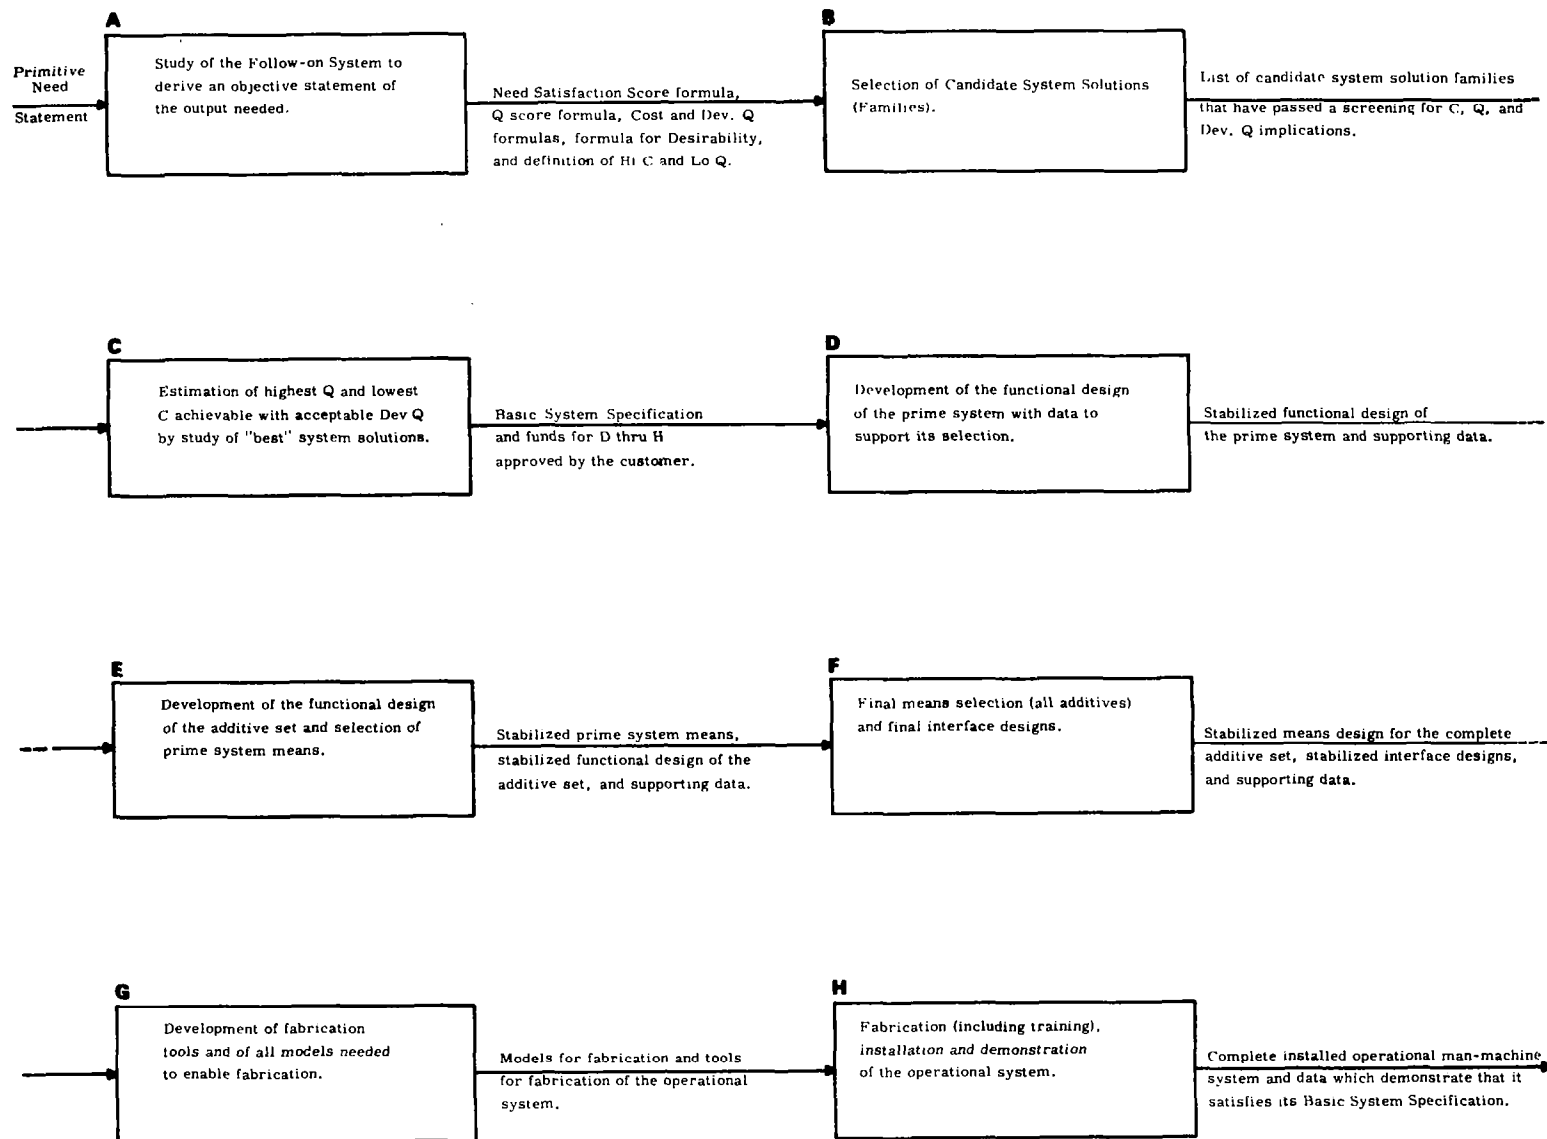 A
Primitive
Need
Statement
Study of the Follow-on System to
derive an objective statement of
the output needed.
Need Satisfaction Score formula,
Q score formula, Cost and Dev. Q
formulas, formula for Desirability,
and definition of Hi C and Lo Q.
B
Selection of Candidate System Solutions
(Families).
List of candidate system solution families
that have passed a screening for C, Q, and
Dev. Q implications.
C
Estimation of highest Q and lowest
C achievable with acceptable Dev Q
by study of "best" system solutions.
Basic System Specification
and funds for D thru H
approved by the customer.
D
Development of the functional design
of the prime system with data to
support its selection.
Stabilized functional design of
the prime system and supporting data.
E
Development of the functional design
of the additive set and selection of
prime system means.
Stabilized prime system means,
stabilized functional design of the
additive set, and supporting data.
F
Final means selection (all additives)
and final interface designs.
Stabilized means design for the complete
additive set, stabilized interface designs,
and supporting data.
G
Development of fabrication
tools and of all models needed
to enable fabrication.
Models for fabrication and tools
for fabrication of the operational
system.
H
Fabrication (including training),
installation and demonstration
of the operational system.
Complete installed operational man-machine
system and data which demonstrate that it
satisfies its Basic System Specification.